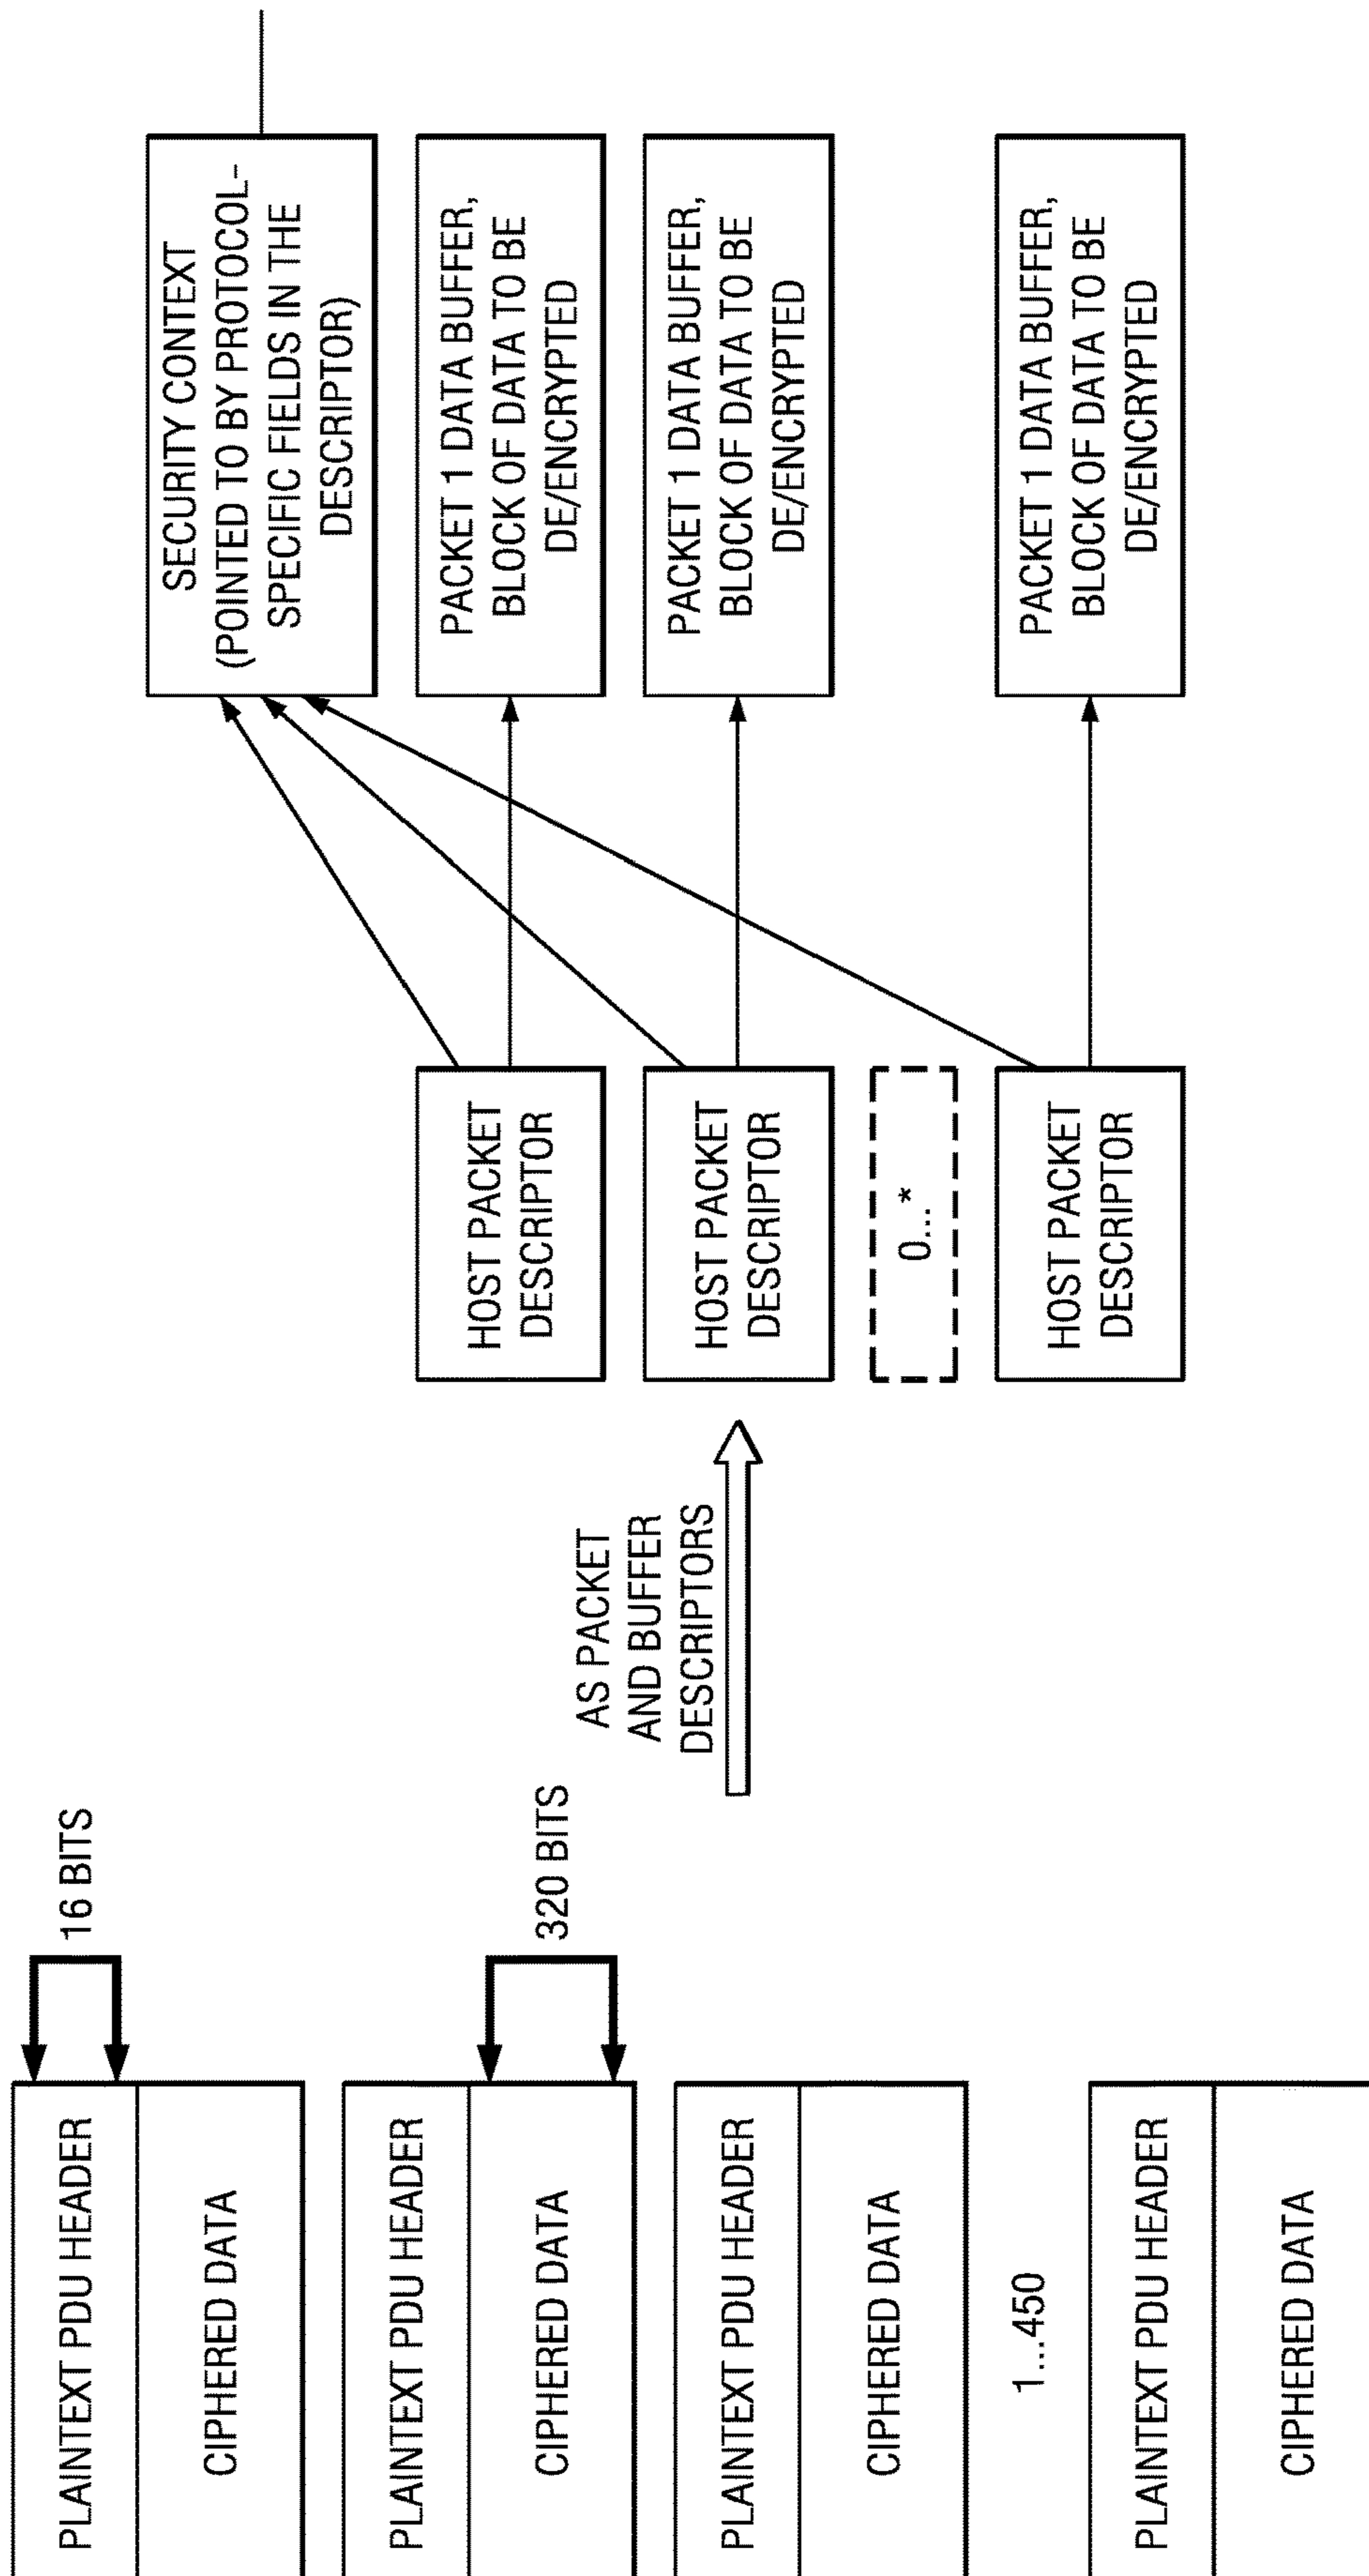 PLAINTEXT PDU HEADER
CIPHERED DATA
16 BITS
PLAINTEXT PDU HEADER
CIPHERED DATA
320 BITS
PLAINTEXT PDU HEADER
CIPHERED DATA
1...450
PLAINTEXT PDU HEADER
CIPHERED DATA
AS PACKET
AND BUFFER
DESCRIPTORS
HOST PACKET
DESCRIPTOR
HOST PACKET
DESCRIPTOR
0...*
HOST PACKET
DESCRIPTOR
SECURITY CONTEXT
(POINTED TO BY PROTOCOL-
SPECIFIC FIELDS IN THE
DESCRIPTOR)
PACKET 1 DATA BUFFER,
BLOCK OF DATA TO BE
DE/ENCRYPTED
PACKET 1 DATA BUFFER,
BLOCK OF DATA TO BE
DE/ENCRYPTED
PACKET 1 DATA BUFFER,
BLOCK OF DATA TO BE
DE/ENCRYPTED